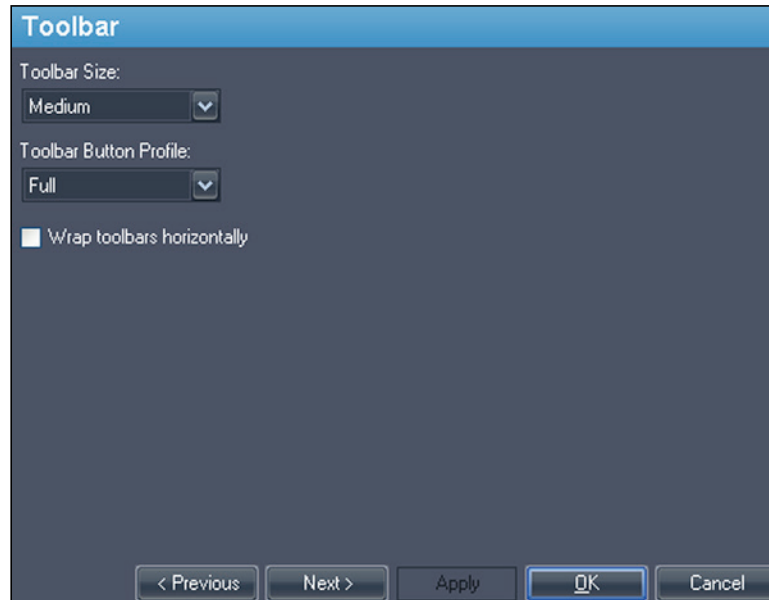 Toolbar
Toolbar Size:
Medium
Toolbar Button Profile:
Full
Wrap toolbars horizontally
< Previous Next > Apply OK Cancel